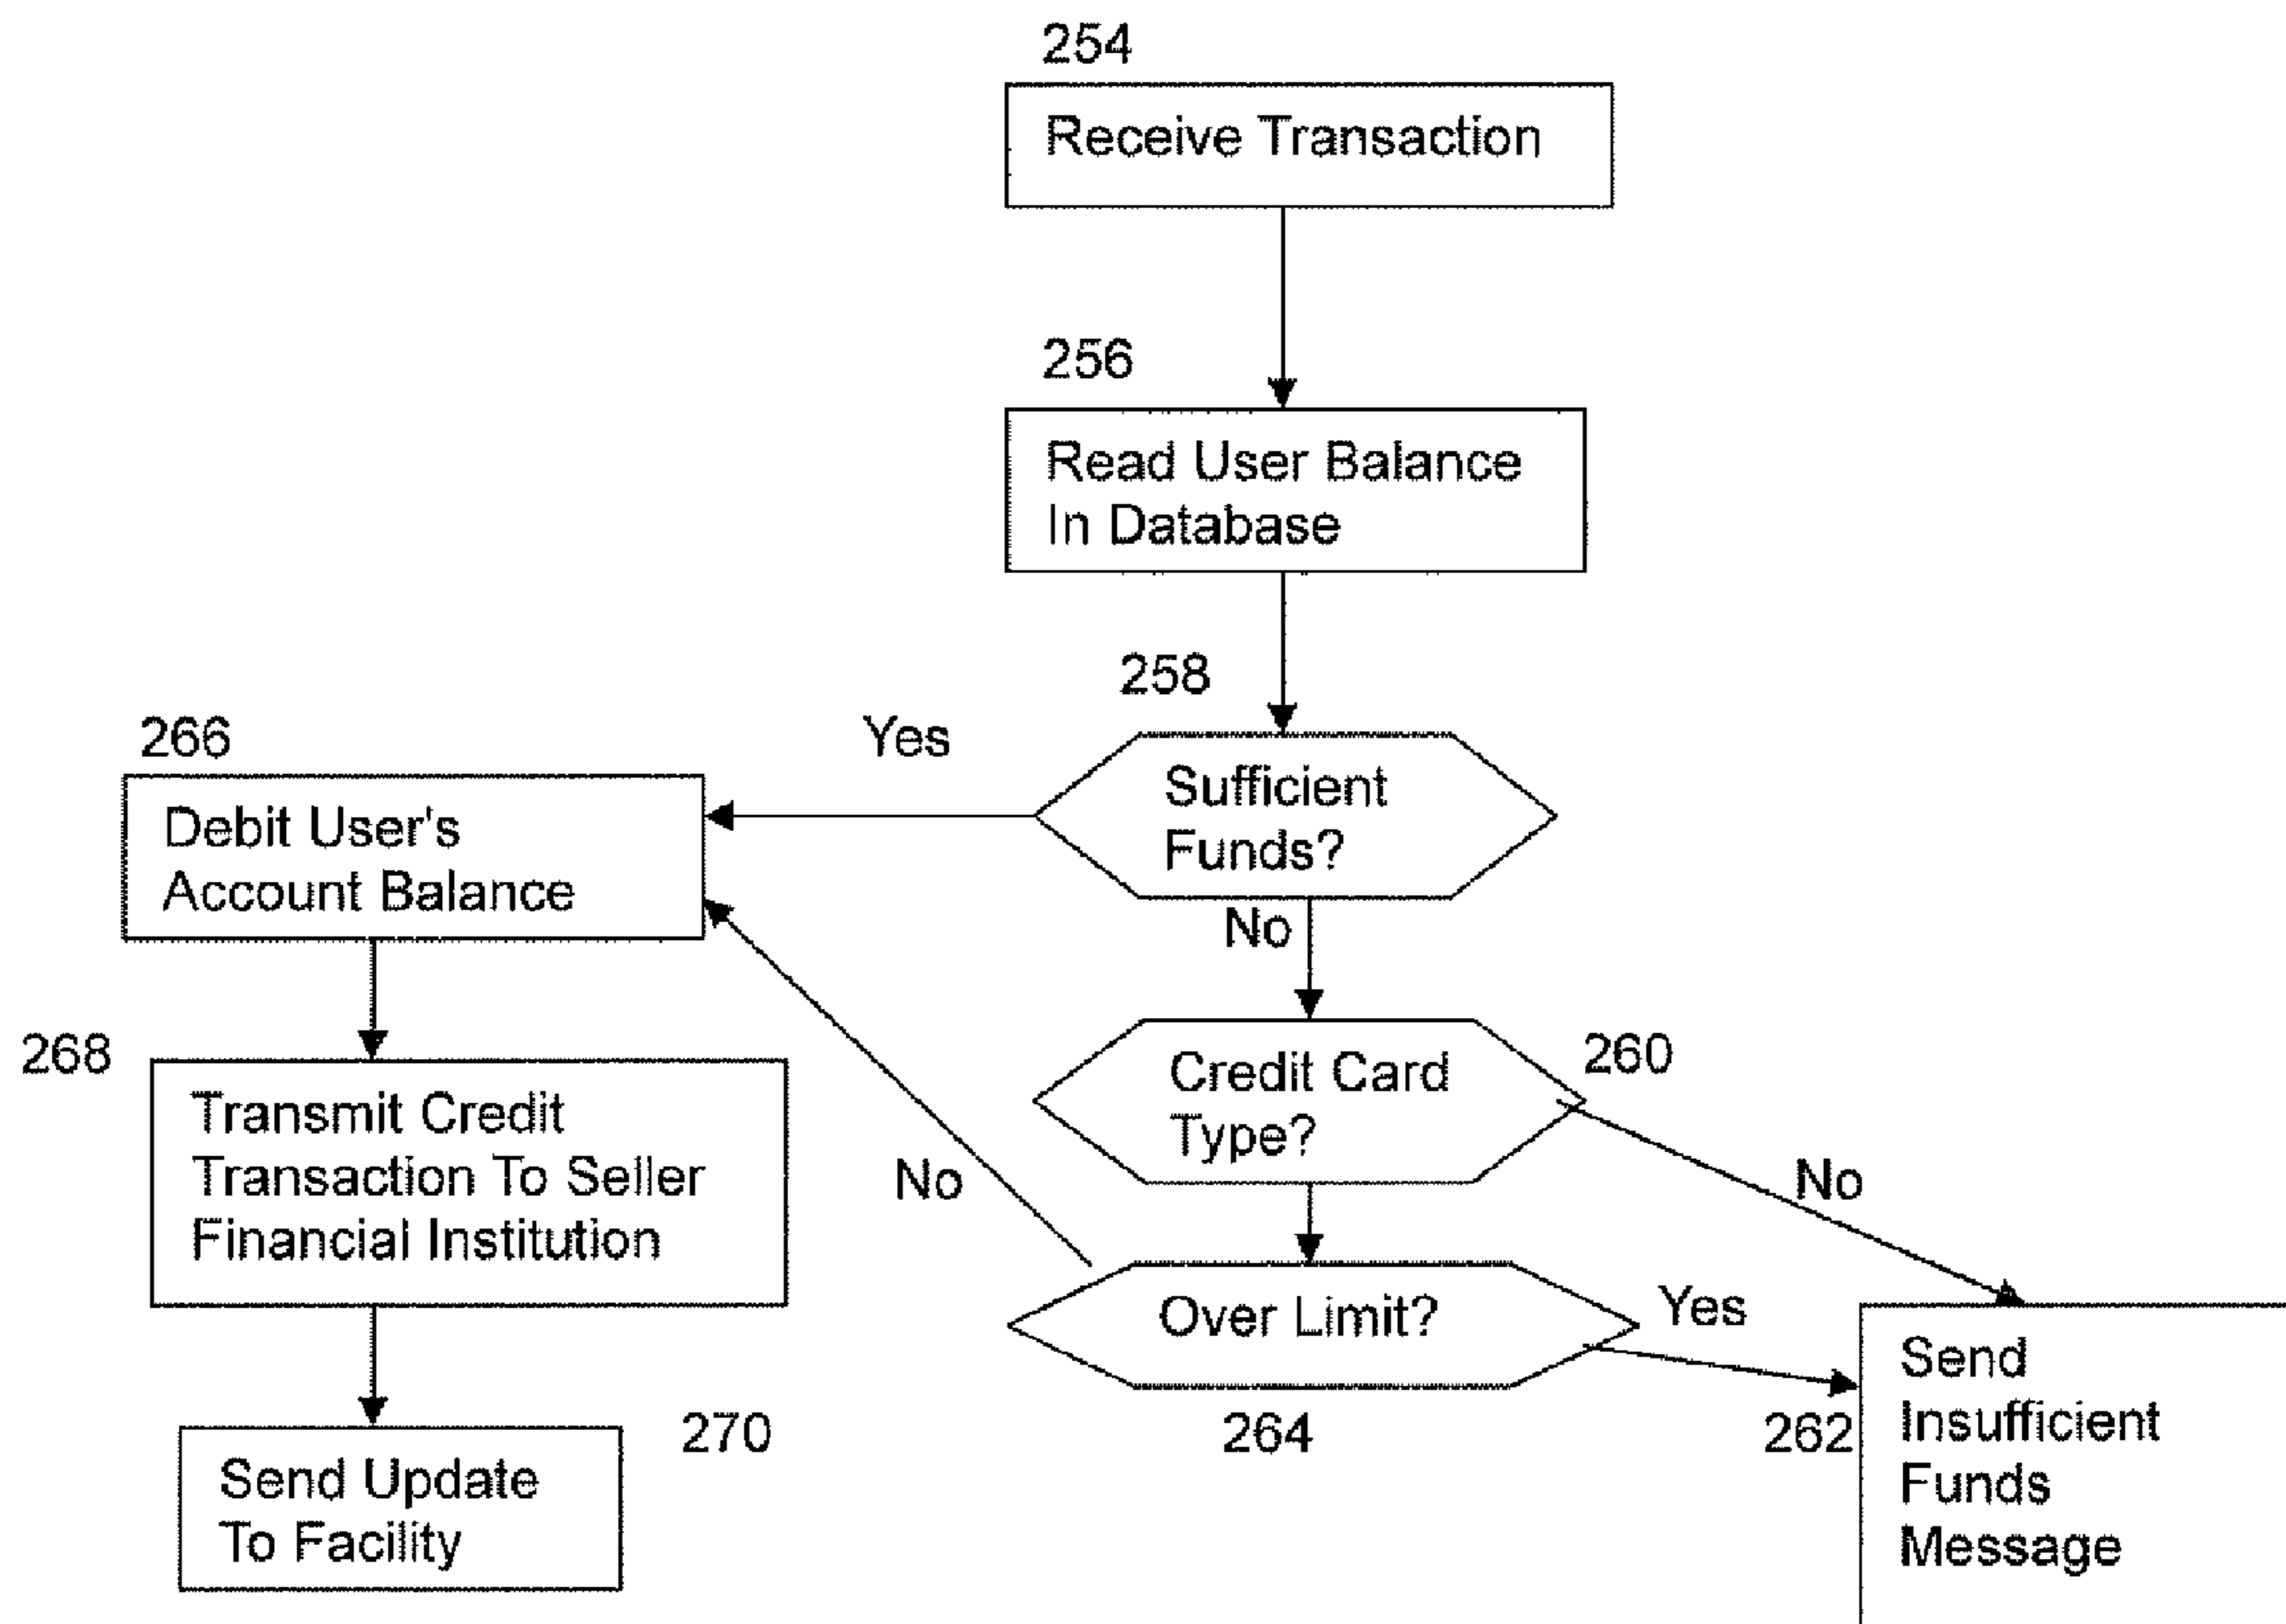 254
Receive Transaction
256
Read User Balance
In Database
258
Sufficient
Funds?
Yes
No
266
Debit User's
Account Balance
Credit Card
Type?
260
No
268
Transmit Credit
Transaction To Seller
Financial Institution
No
Over Limit?
264
Yes
262
Send
Insufficient
Funds
Message
270
Send Update
To Facility